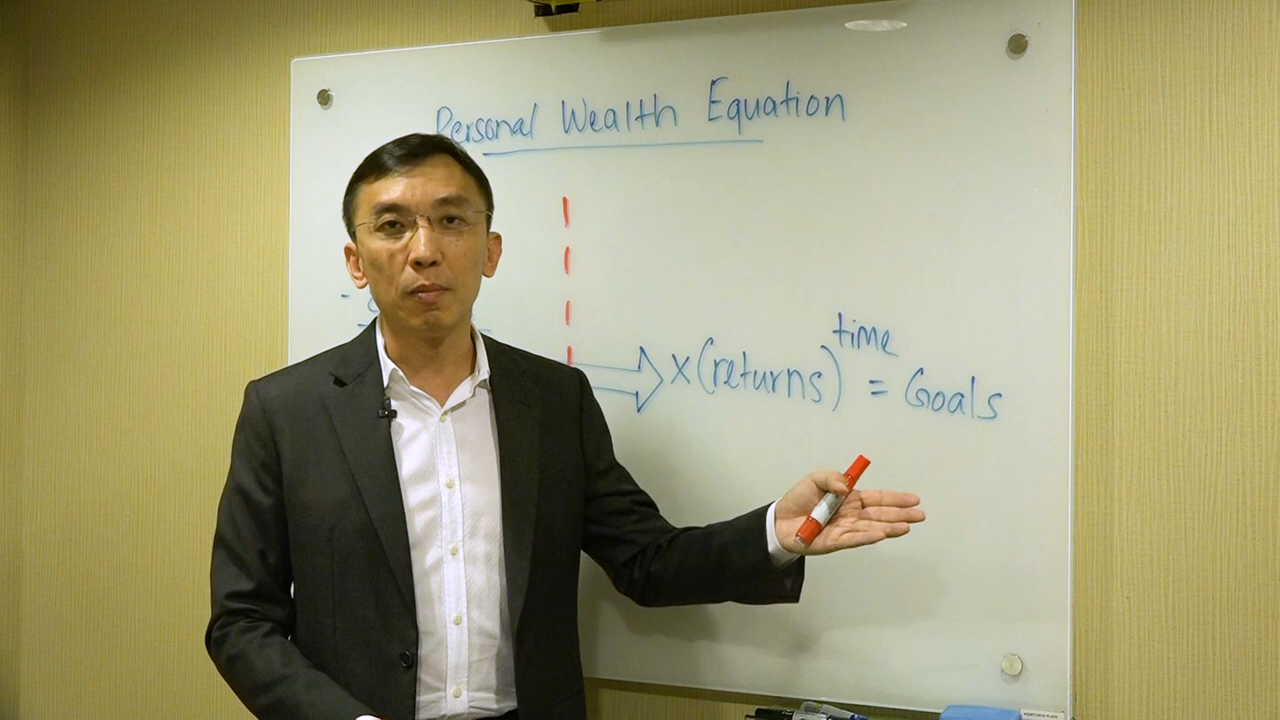 Personal Wealth Equation
x(returns)^time = Goals